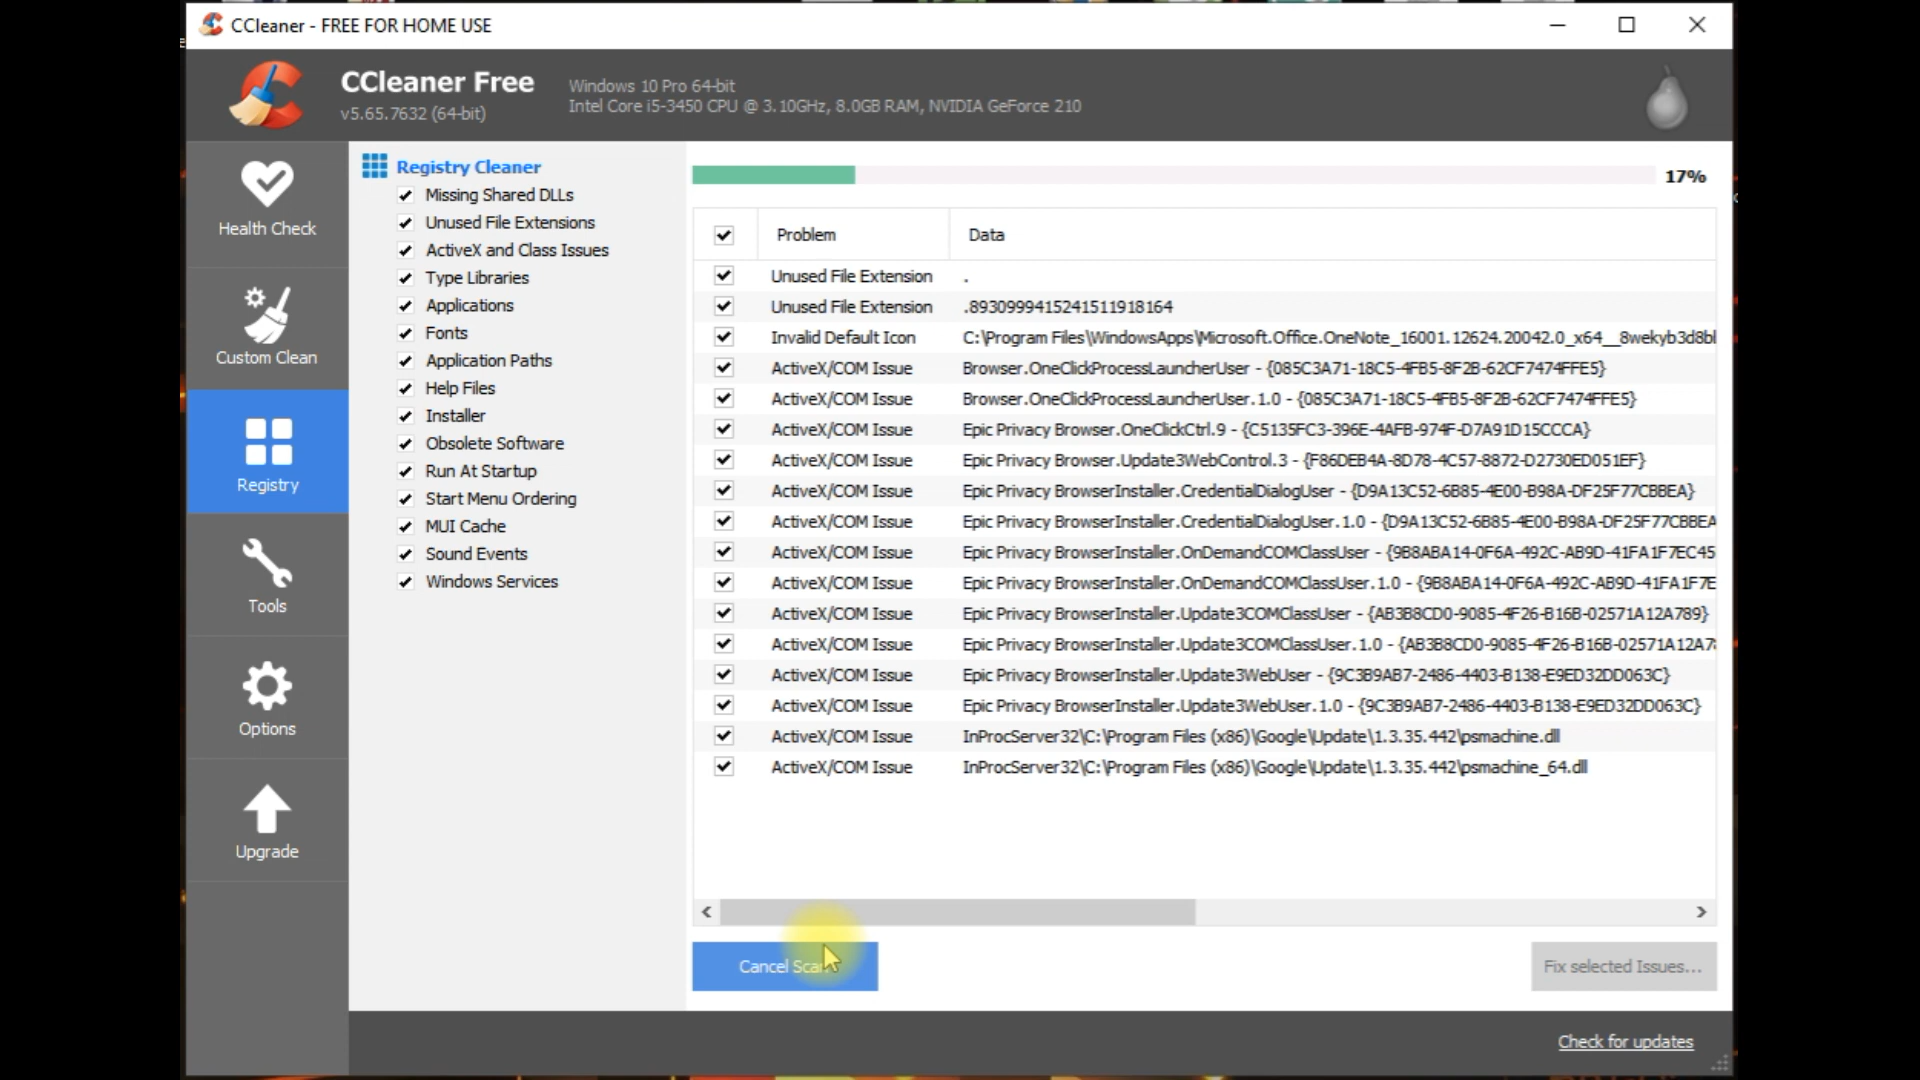 CCleaner - FREE FOR HOME USE
CCleaner Free
v5.65.7632 (64-bit)
Windows 10 Pro 64-bit
Intel Core i5-3450 CPU @ 3.10GHz, 8.0GB RAM, NVIDIA GeForce 210
Health Check
Custom Clean
Registry
Tools
Options
Upgrade
Registry Cleaner
Missing Shared DLLs
Unused File Extensions
ActiveX and Class Issues
Type Libraries
Applications
Fonts
Application Paths
Help Files
Installer
Obsolete Software
Run At Startup
Start Menu Ordering
MUI Cache
Sound Events
Windows Services
17%
Problem Data
Unused File Extension .
Unused File Extension .8930999415241511918164
Invalid Default Icon C:\Program Files\WindowsApps\Microsoft.Office.OneNote_16001.12624.20042.0_x64__8wekyb3d8bl
ActiveX/COM Issue Browser.OneClickProcessLauncherUser - {085C3A71-18C5-4FB5-8F2B-62CF7474FFE5}
ActiveX/COM Issue Browser.OneClickProcessLauncherUser.1.0 - {085C3A71-18C5-4FB5-8F2B-62CF7474FFE5}
ActiveX/COM Issue Epic Privacy Browser.OneClickCtrl.9 - {C5135FC3-396E-4AFB-974F-D7A91D15CCCA}
ActiveX/COM Issue Epic Privacy Browser.Update3WebControl.3 - {F86DEB4A-8D78-4C57-8872-D2730ED051EF}
ActiveX/COM Issue Epic Privacy BrowserInstaller.CredentialDialogUser - {D9A13C52-6B85-4E00-B98A-DF25F77CBBEA}
ActiveX/COM Issue Epic Privacy BrowserInstaller.CredentialDialogUser.1.0 - {D9A13C52-6B85-4E00-B98A-DF25F77CBBEA
ActiveX/COM Issue Epic Privacy BrowserInstaller.OnDemandCOMClassUser - {9B8ABA14-0F6A-492C-AB9D-41FA1F7EC45
ActiveX/COM Issue Epic Privacy BrowserInstaller.OnDemandCOMClassUser.1.0 - {9B8ABA14-0F6A-492C-AB9D-41FA1F7E
ActiveX/COM Issue Epic Privacy BrowserInstaller.Update3COMClassUser - {AB3B8CD0-9085-4F26-B16B-02571A12A789}
ActiveX/COM Issue Epic Privacy BrowserInstaller.Update3COMClassUser.1.0 - {AB3B8CD0-9085-4F26-B16B-02571A12A7
ActiveX/COM Issue Epic Privacy BrowserInstaller.Update3WebUser - {9C3B9AB7-2486-4403-B138-E9ED32DD063C}
ActiveX/COM Issue Epic Privacy BrowserInstaller.Update3WebUser.1.0 - {9C3B9AB7-2486-4403-B138-E9ED32DD063C}
ActiveX/COM Issue InProcServer32\C:\Program Files (x86)\Google\Update\1.3.35.442\psmachine.dll
ActiveX/COM Issue InProcServer32\C:\Program Files (x86)\Google\Update\1.3.35.442\psmachine_64.dll
Cancel Scan
Fix selected Issues...
Check for updates